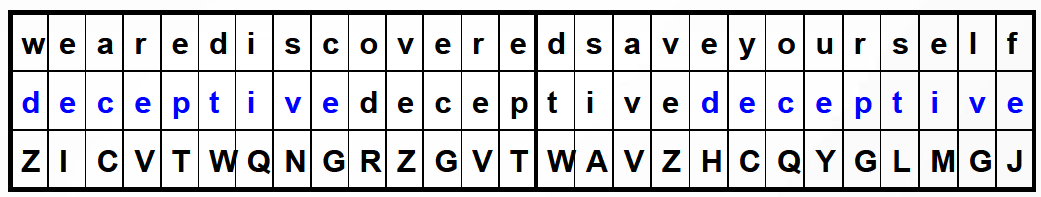 w e a r e d i s c o v e r e d s a v e y o u r s e l f
d e c e p t i v e d e c e p t i v e d e c e p t i v e
Z I C V T W Q N G R Z G V T W A V Z H C Q Y G L M G J